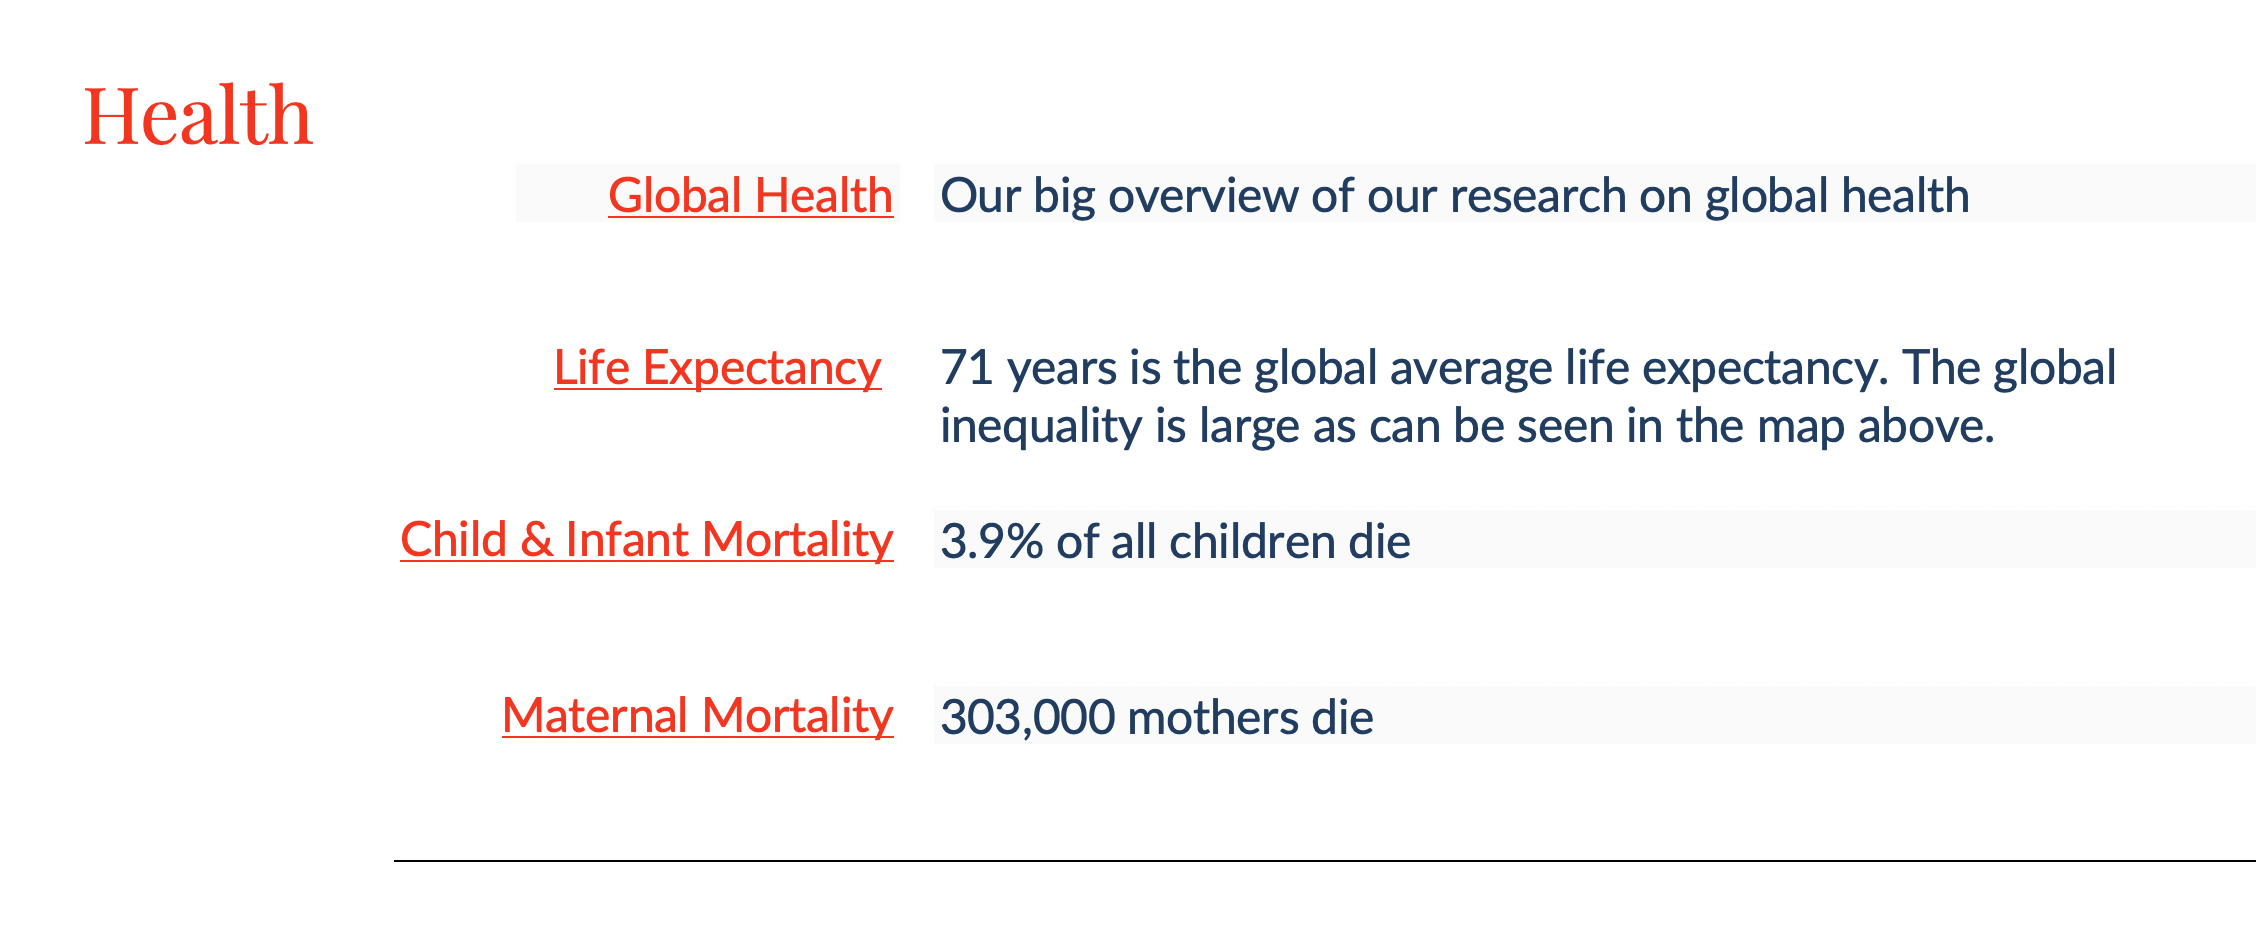 Health
Global Health
Our big overview of our research on global health
Life Expectancy
71 years is the global average life expectancy. The global
inequality is large as can be seen in the map above.
Child & Infant Mortality
3.9% of all children die
Maternal Mortality
303,000 mothers die